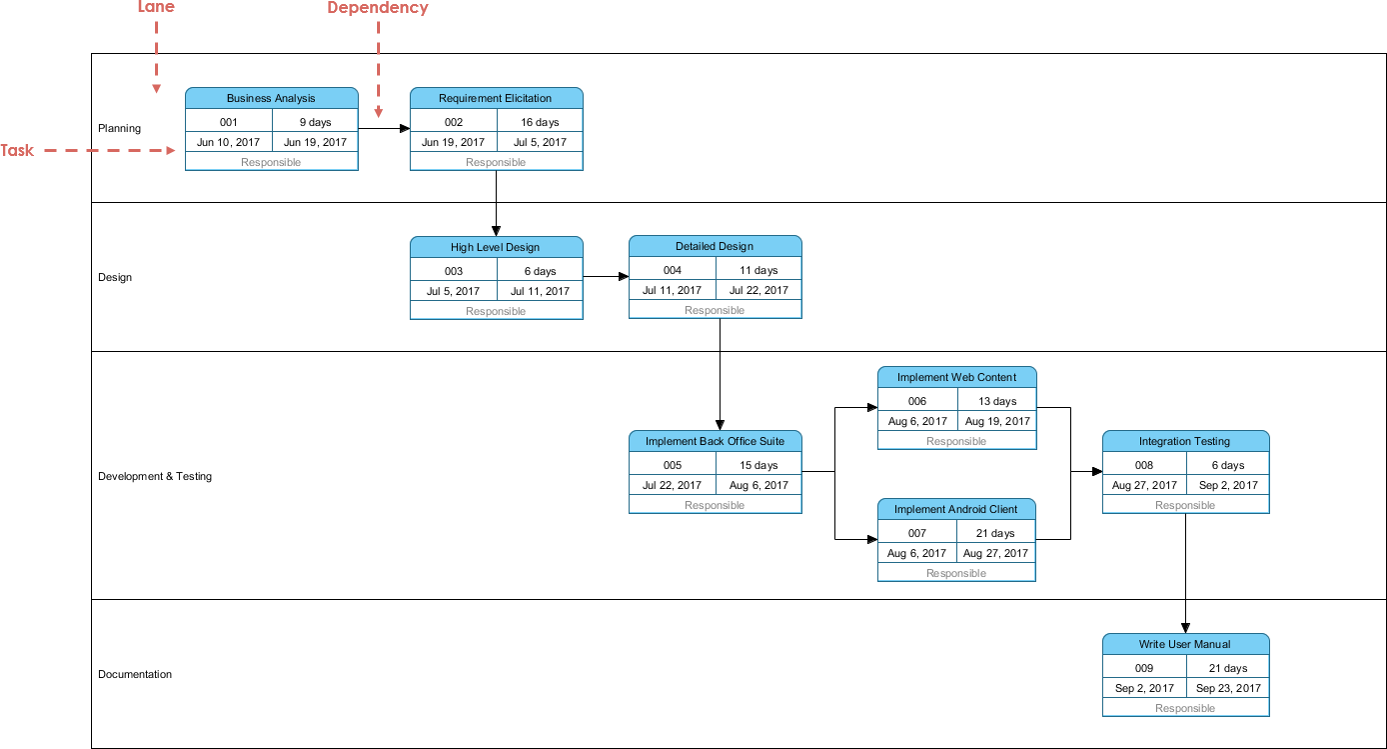 Lane
Dependency
Task
Planning
Business Analysis
001 9 days
Jun 10, 2017 Jun 19, 2017
Responsible
Requirement Elicitation
002 16 days
Jun 19, 2017 Jul 5, 2017
Responsible
Design
High Level Design
003 6 days
Jul 5, 2017 Jul 11, 2017
Responsible
Detailed Design
004 11 days
Jul 11, 2017 Jul 22, 2017
Responsible
Development & Testing
Implement Back Office Suite
005 15 days
Jul 22, 2017 Aug 6, 2017
Responsible
Implement Web Content
006 13 days
Aug 6, 2017 Aug 19, 2017
Responsible
Implement Android Client
007 21 days
Aug 6, 2017 Aug 27, 2017
Responsible
Integration Testing
008 6 days
Aug 27, 2017 Sep 2, 2017
Responsible
Documentation
Write User Manual
009 21 days
Sep 2, 2017 Sep 23, 2017
Responsible